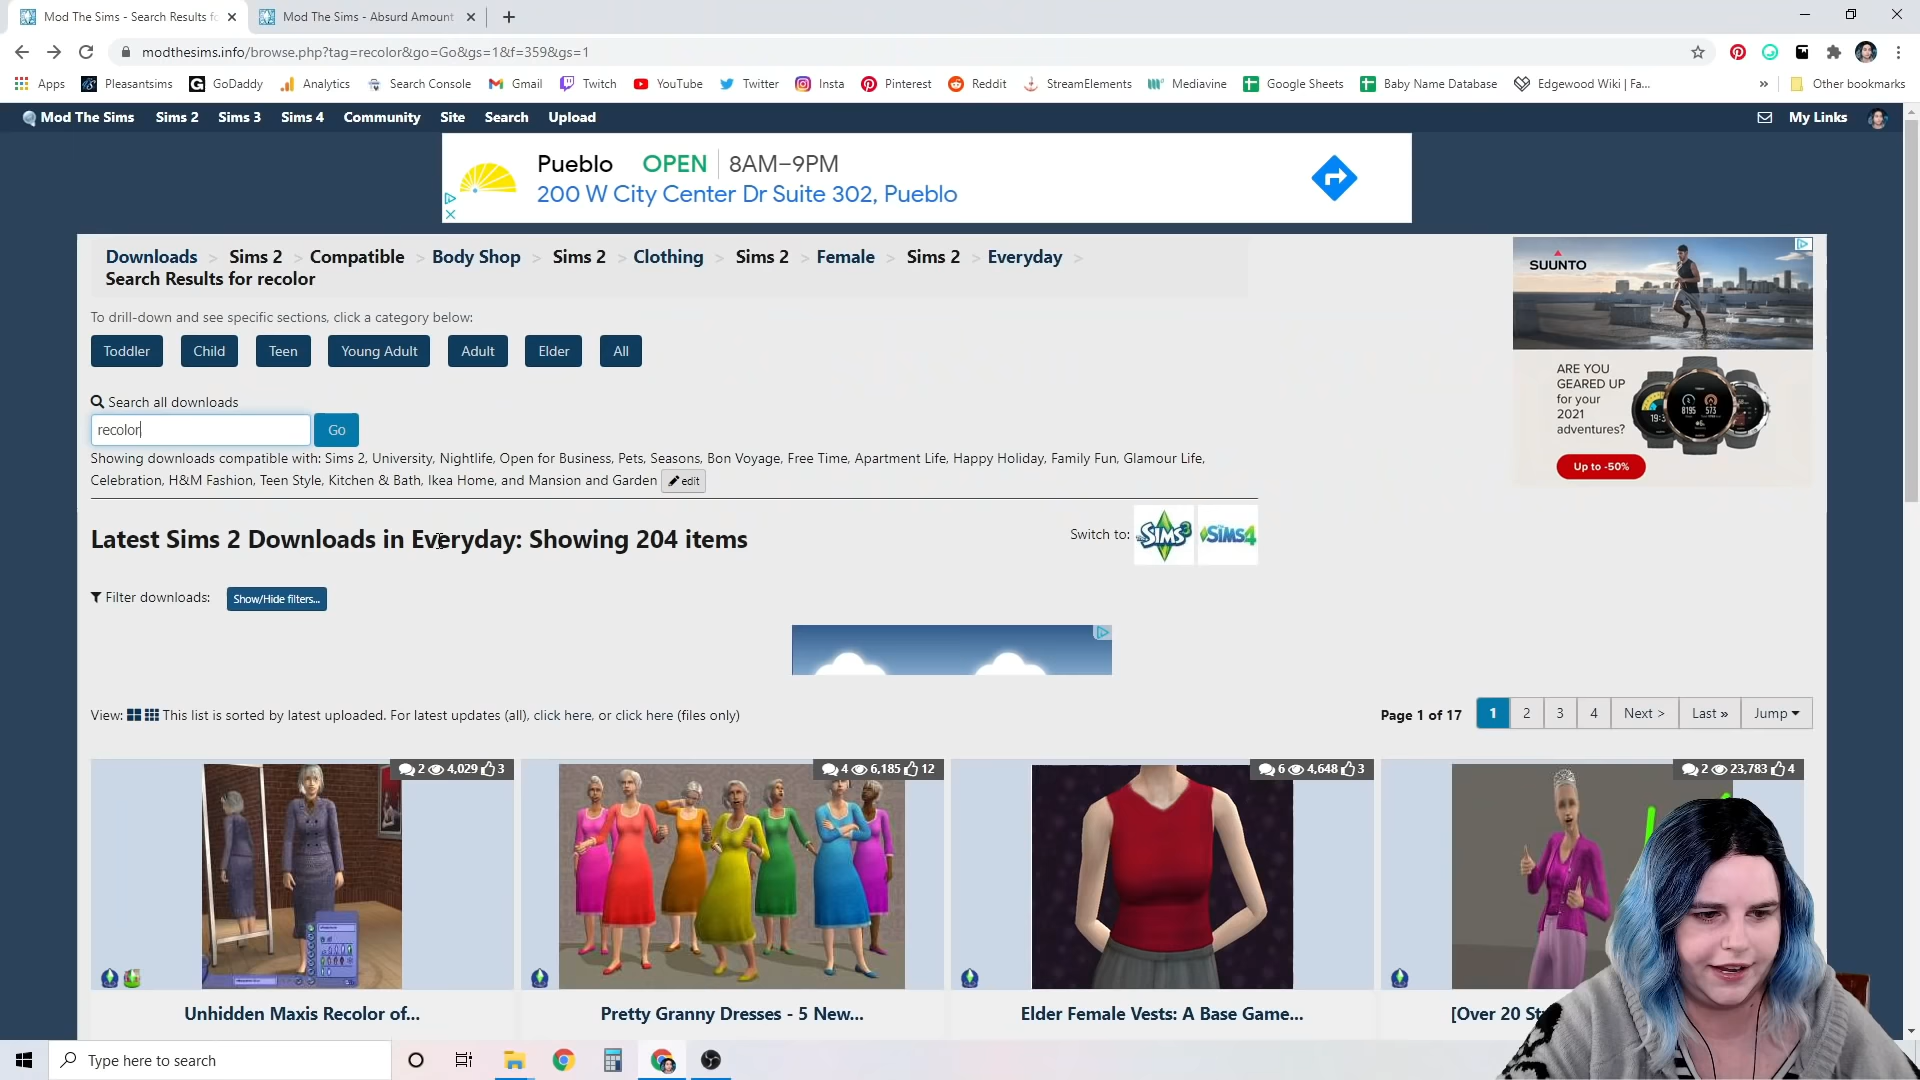 Mod The Sims - Search Results fo
Mod The Sims - Absurd Amount
modthesims.info/browse.php?tag=recolor&go=Go&gs=1&f=359&gs=1
Apps Pleasantsims GoDaddy Analytics Search Console Gmail Twitch YouTube Twitter Insta Pinterest Reddit StreamElements Mediavine Google Sheets Baby Name Database Edgewood Wiki | Fa... » Other bookmarks
Mod The Sims Sims 2 Sims 3 Sims 4 Community Site Search Upload My Links
Pueblo OPEN 8AM–9PM
200 W City Center Dr Suite 302, Pueblo
Downloads > Sims 2 > Compatible > Body Shop > Sims 2 > Clothing > Sims 2 > Female > Sims 2 > Everyday >
Search Results for recolor
To drill-down and see specific sections, click a category below:
Toddler Child Teen Young Adult Adult Elder All
Search all downloads
recolor Go
Showing downloads compatible with: Sims 2, University, Nightlife, Open for Business, Pets, Seasons, Bon Voyage, Free Time, Apartment Life, Happy Holiday, Family Fun, Glamour Life,
Celebration, H&M Fashion, Teen Style, Kitchen & Bath, Ikea Home, and Mansion and Garden edit
SUUNTO
ARE YOU
GEARED UP
for your
2021
adventures?
Up to -50%
Latest Sims 2 Downloads in Everyday: Showing 204 items
Switch to: SIMS3 SIMS4
Filter downloads: Show/Hide filters...
View: This list is sorted by latest uploaded. For latest updates (all), click here, or click here (files only)
Page 1 of 17 1 2 3 4 Next > Last » Jump
2 4,029 3
4 6,185 12
6 4,648 3
2 23,783 4
Unhidden Maxis Recolor of...
Pretty Granny Dresses - 5 New...
Elder Female Vests: A Base Game...
[Over 20 St
Type here to search